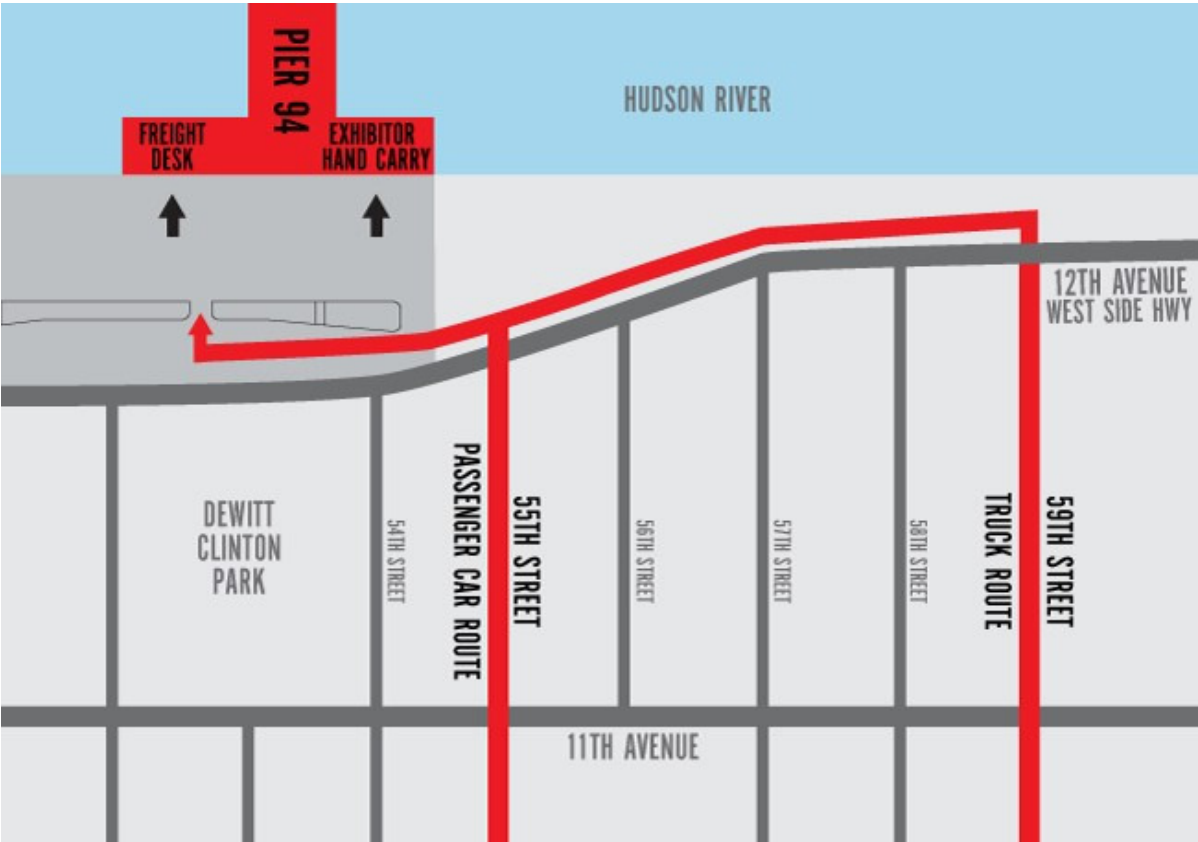 PIER 94
FREIGHT
DESK
EXHIBITOR
HAND CARRY
HUDSON RIVER
12TH AVENUE
WEST SIDE HWY
DEWITT
CLINTON
PARK
54TH STREET
PASSENGER CAR ROUTE
55TH STREET
56TH STREET
57TH STREET
58TH STREET
TRUCK ROUTE
59TH STREET
11TH AVENUE